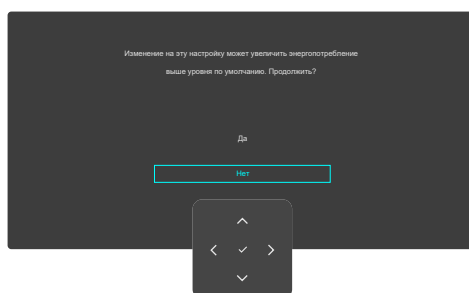 Изменение на эту настройку может увеличить энергопотребление
выше уровня по умолчанию. Продолжить?
Да
Нет